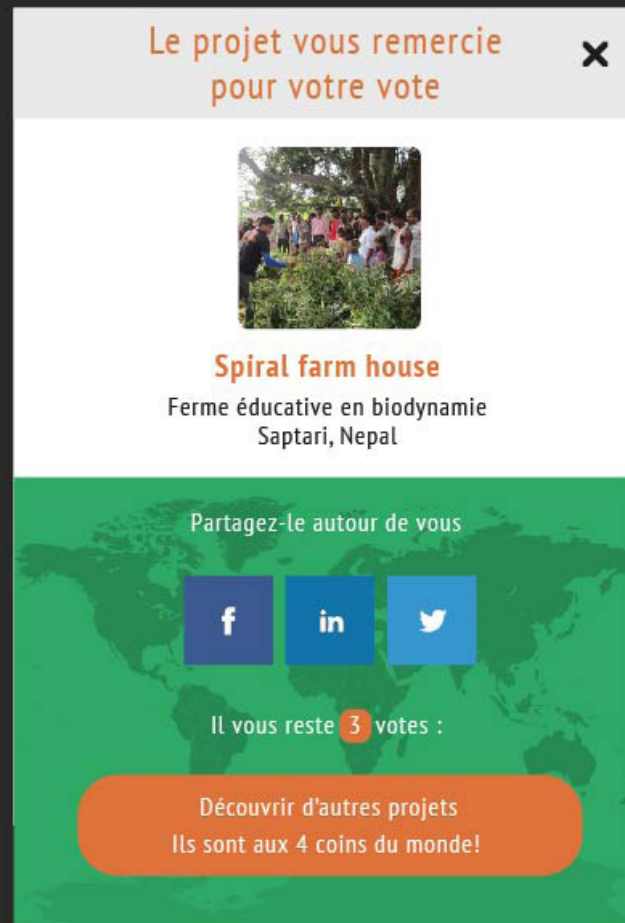 Le projet vous remercie
pour votre vote
Spiral farm house
Ferme éducative en biodynamie
Saptari, Nepal
Partagez-le autour de vous
f
in
Il vous reste 3 votes :
Découvrir d'autres projets
Ils sont aux 4 coins du monde!